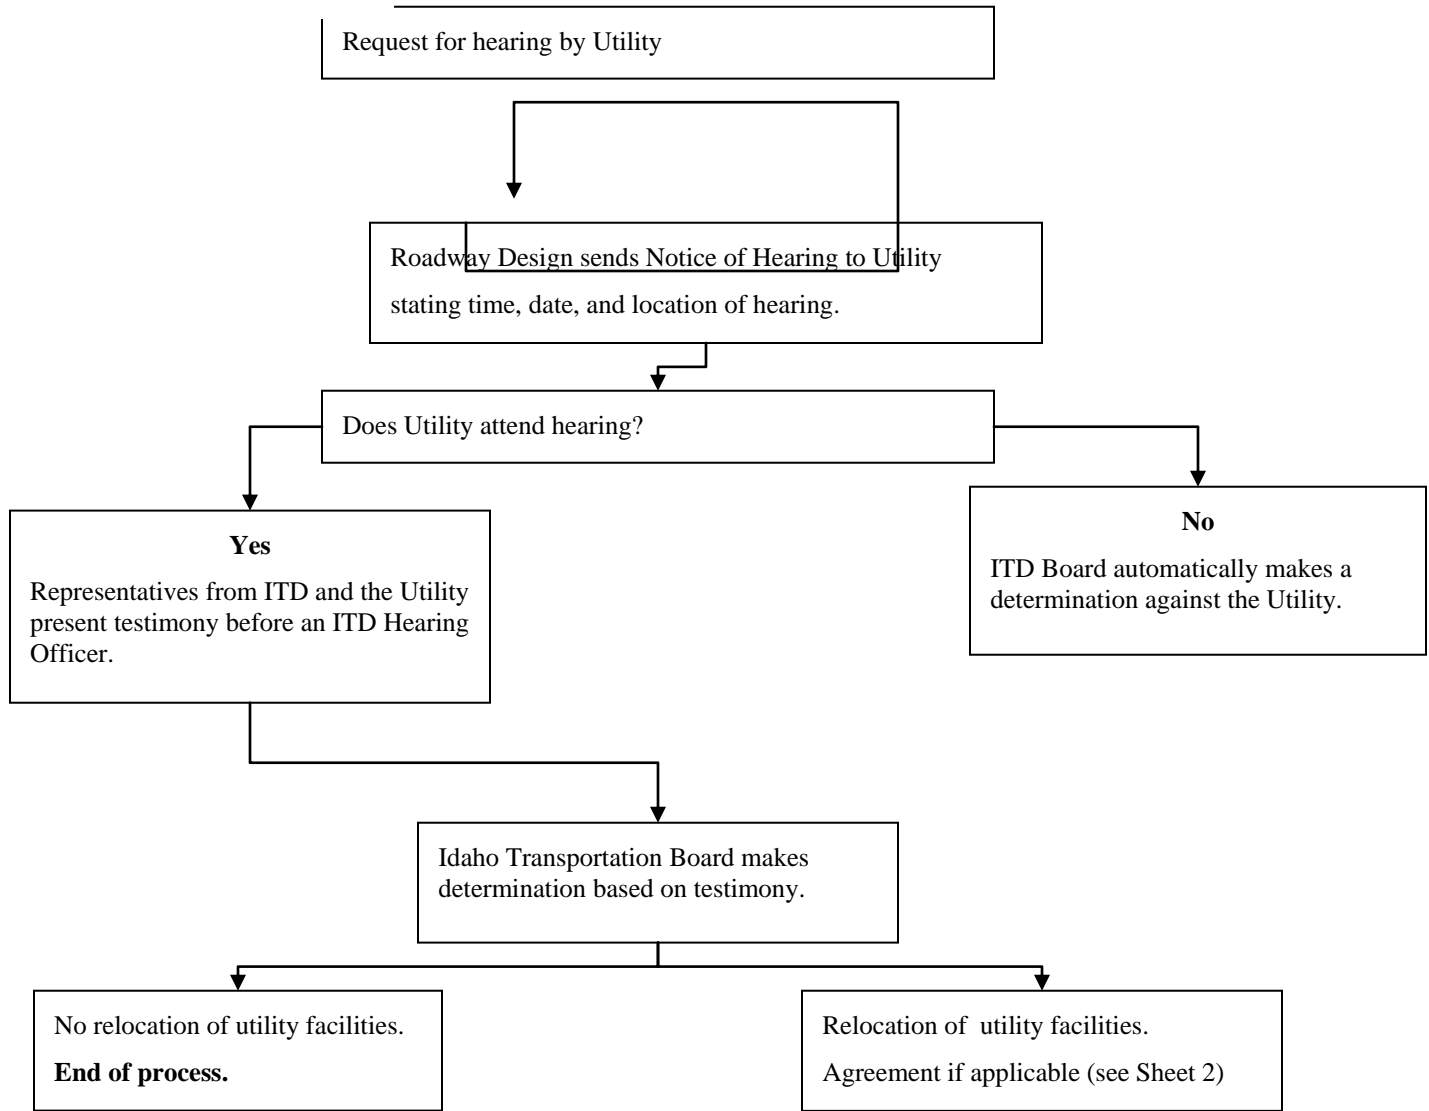 Request for hearing by Utility
Roadway Design sends Notice of Hearing to Utility
stating time, date, and location of hearing.
Does Utility attend hearing?
Yes
Representatives from ITD and the Utility
present testimony before an ITD Hearing
Officer.
No
ITD Board automatically makes a
determination against the Utility.
Idaho Transportation Board makes
determination based on testimony.
No relocation of utility facilities.
End of process.
Relocation of  utility facilities.
Agreement if applicable (see Sheet 2)